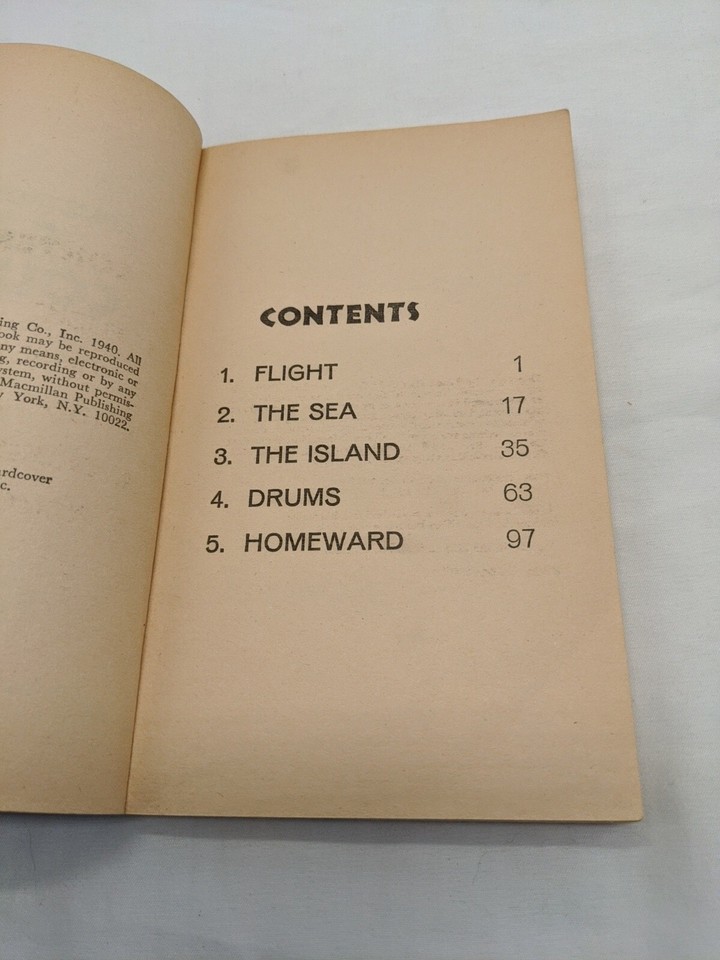 ing Co., Inc. 1940. All
ook may be reproduced
ny means, electronic or
g, recording or by any
ystem, without permis-
Macmillan Publishing
York, N.Y. 10022.
rdcover
c.
CONTENTS
1. FLIGHT 1
2. THE SEA 17
3. THE ISLAND 35
4. DRUMS 63
5. HOMEWARD 97